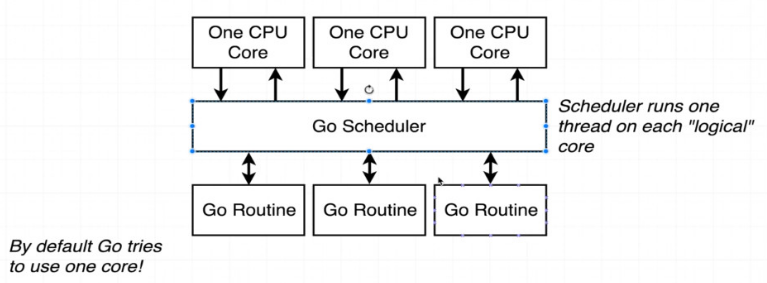 One CPU
Core
One CPU
Core
One CPU
Core
Go Scheduler
Scheduler runs one
thread on each "logical"
core
Go Routine
Go Routine
Go Routine
By default Go tries
to use one core!